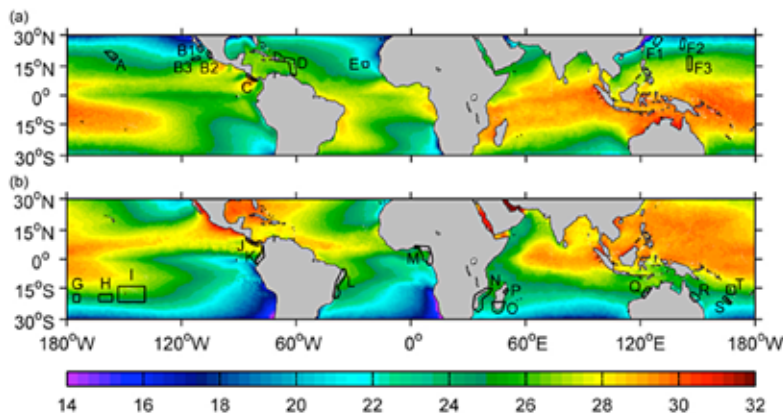 (a)
30°N
15°N
0°
15°S
30°S
A
B1
B2
B3
C
D
E
F1
F2
F3
(b)
30°N
15°N
0°
15°S
30°S
G
H
I
J
K
L
M
N
O
P
Q
R
S
T
180°W 120°W 60°W 0° 60°E 120°E 180°W
14 16 18 20 22 24 26 28 30 32